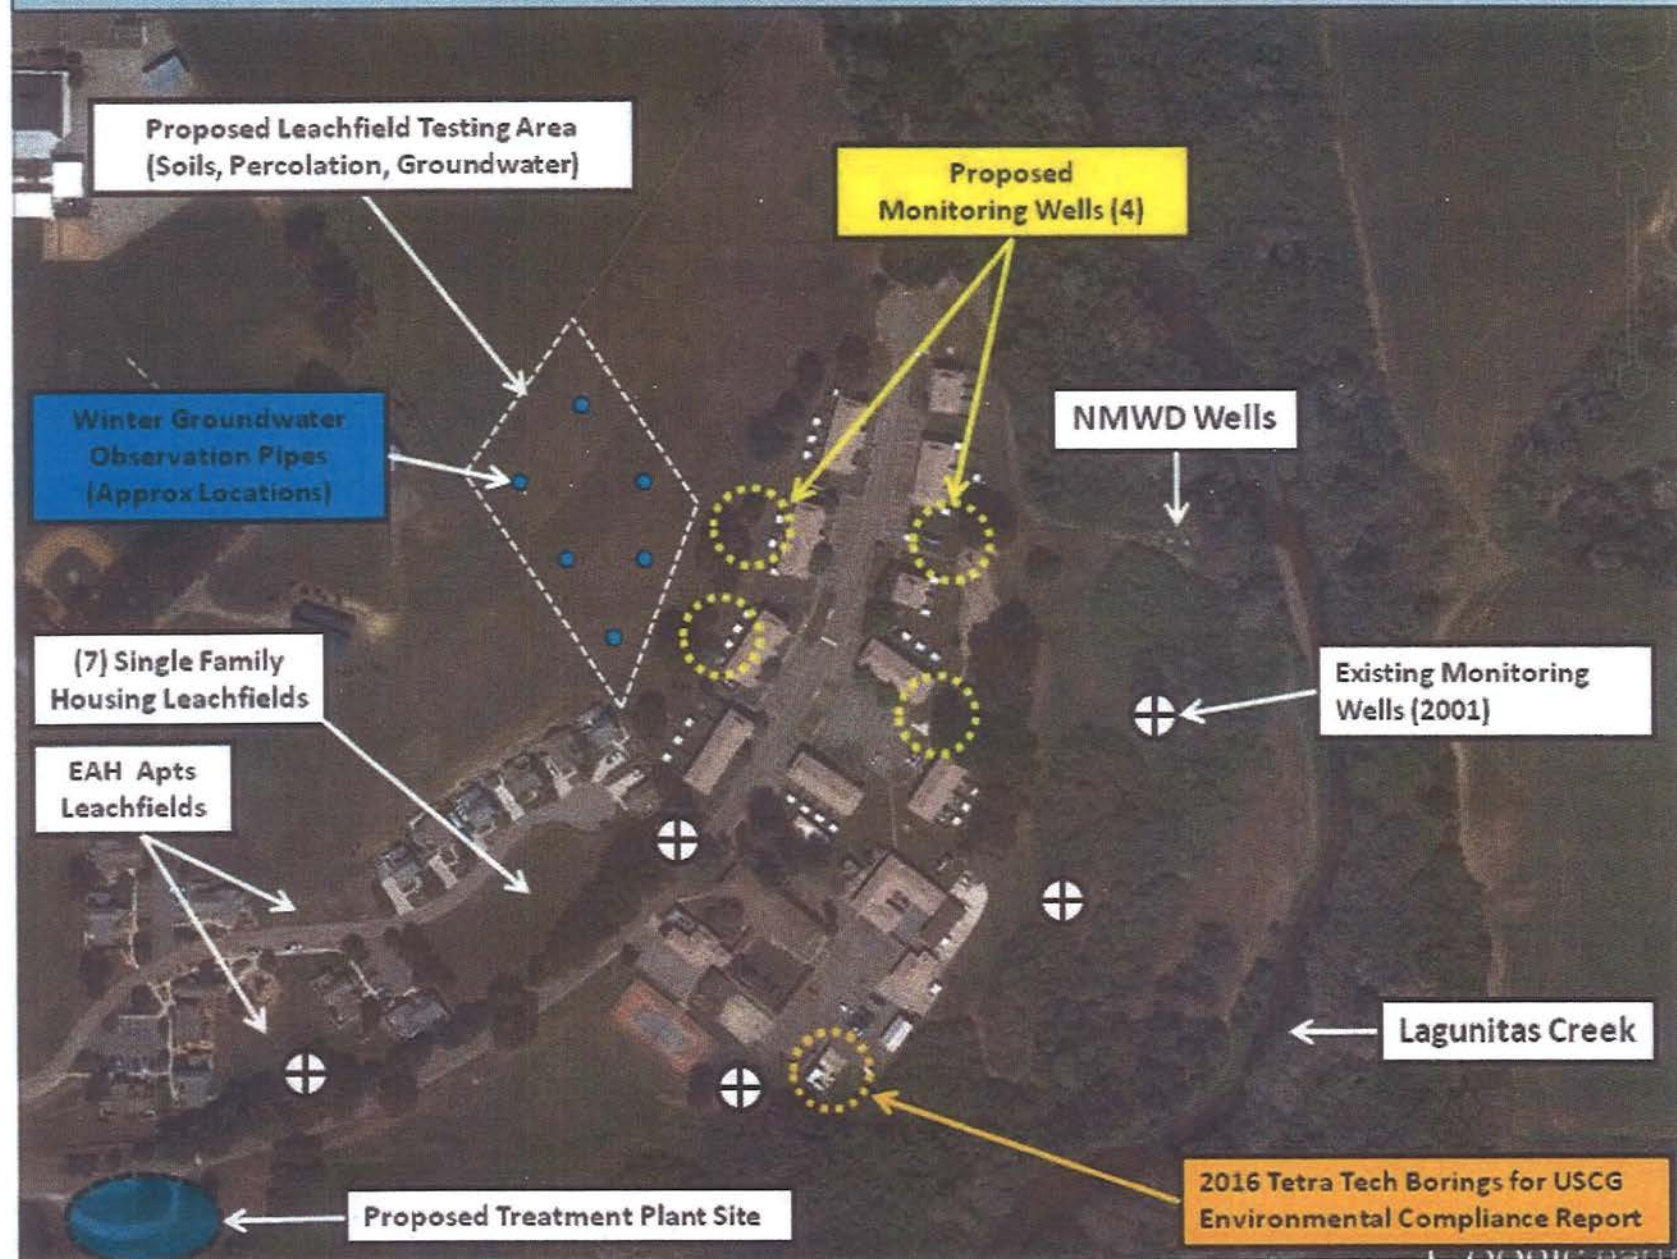 Proposed Leachfield Testing Area
(Soils, Percolation, Groundwater)
Proposed
Monitoring Wells (4)
Winter Groundwater
Observation Pipes
(Approx Locations)
NMWD Wells
(7) Single Family
Housing Leachfields
Existing Monitoring
Wells (2001)
EAH Apts
Leachfields
Lagunitas Creek
2016 Tetra Tech Borings for USCG
Environmental Compliance Report
Proposed Treatment Plant Site